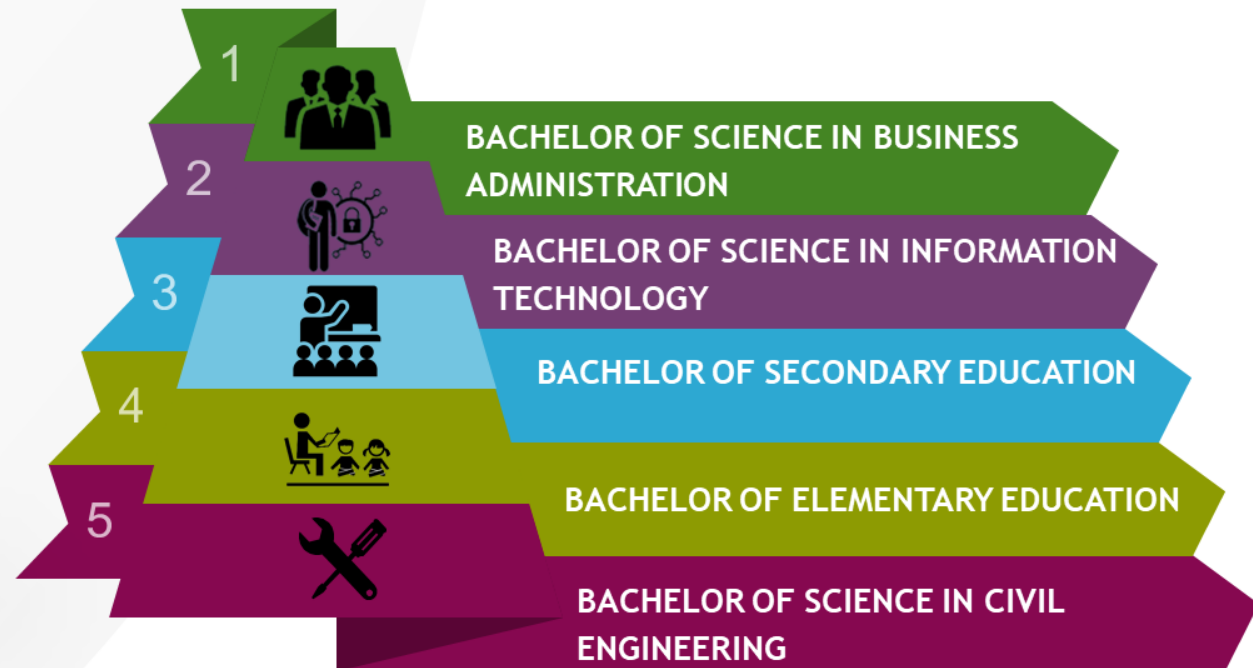 1
BACHELOR OF SCIENCE IN BUSINESS
ADMINISTRATION
2
BACHELOR OF SCIENCE IN INFORMATION
TECHNOLOGY
3
BACHELOR OF SECONDARY EDUCATION
4
BACHELOR OF ELEMENTARY EDUCATION
5
BACHELOR OF SCIENCE IN CIVIL
ENGINEERING